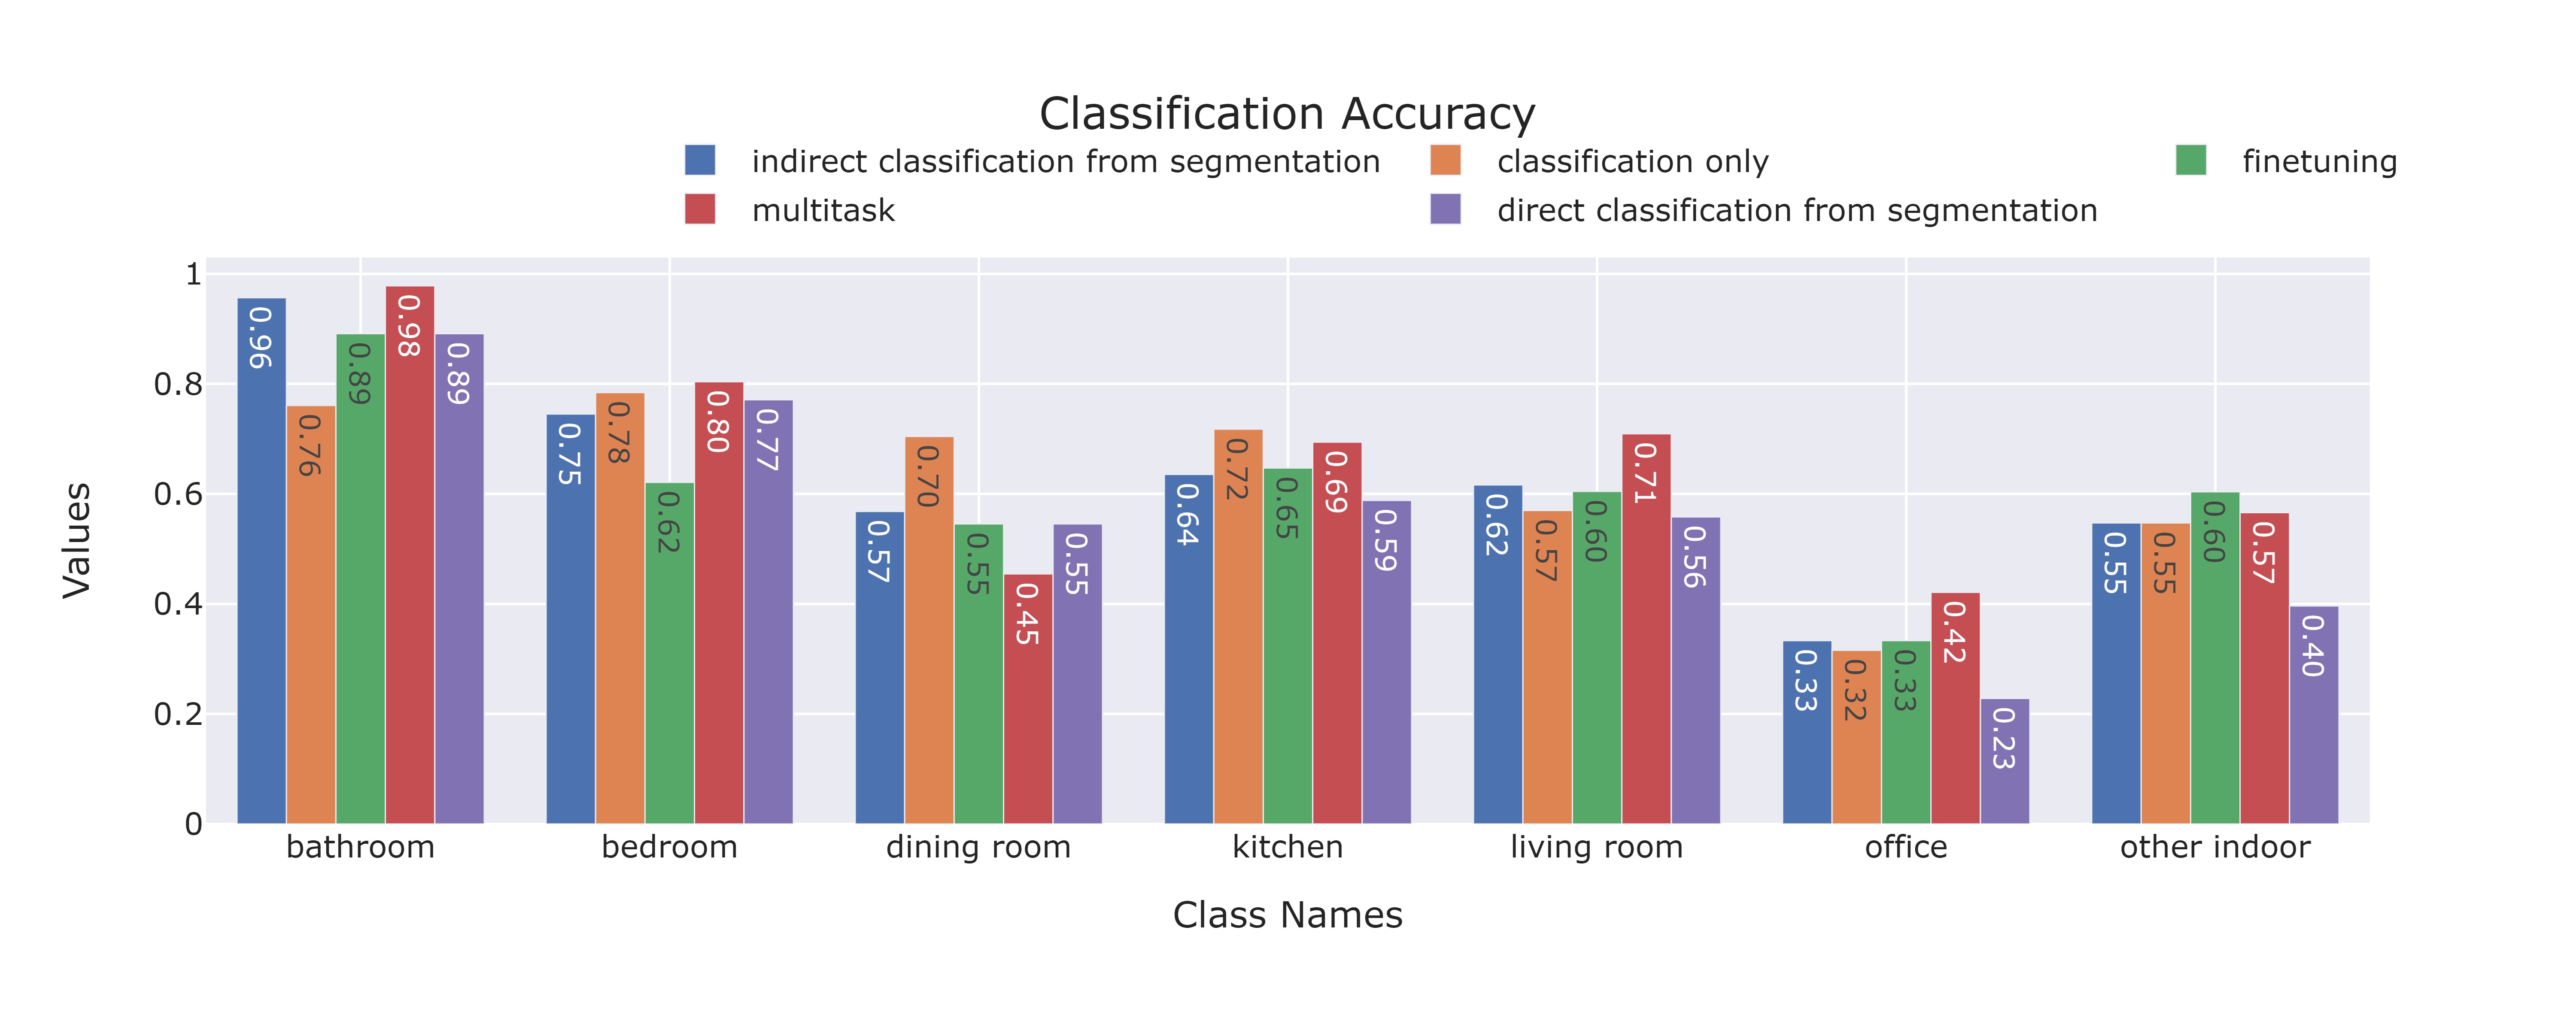 Classification Accuracy
indirect classification from segmentation
classification only
finetuning
multitask
direct classification from segmentation
Values
1
0.8
0.6
0.4
0.2
0
0.96
0.76
0.89
0.98
0.89
0.75
0.78
0.62
0.80
0.77
0.57
0.70
0.55
0.45
0.55
0.64
0.72
0.65
0.69
0.59
0.62
0.57
0.60
0.71
0.56
0.33
0.32
0.33
0.42
0.23
0.55
0.55
0.60
0.57
0.40
bathroom
bedroom
dining room
kitchen
living room
office
other indoor
Class Names